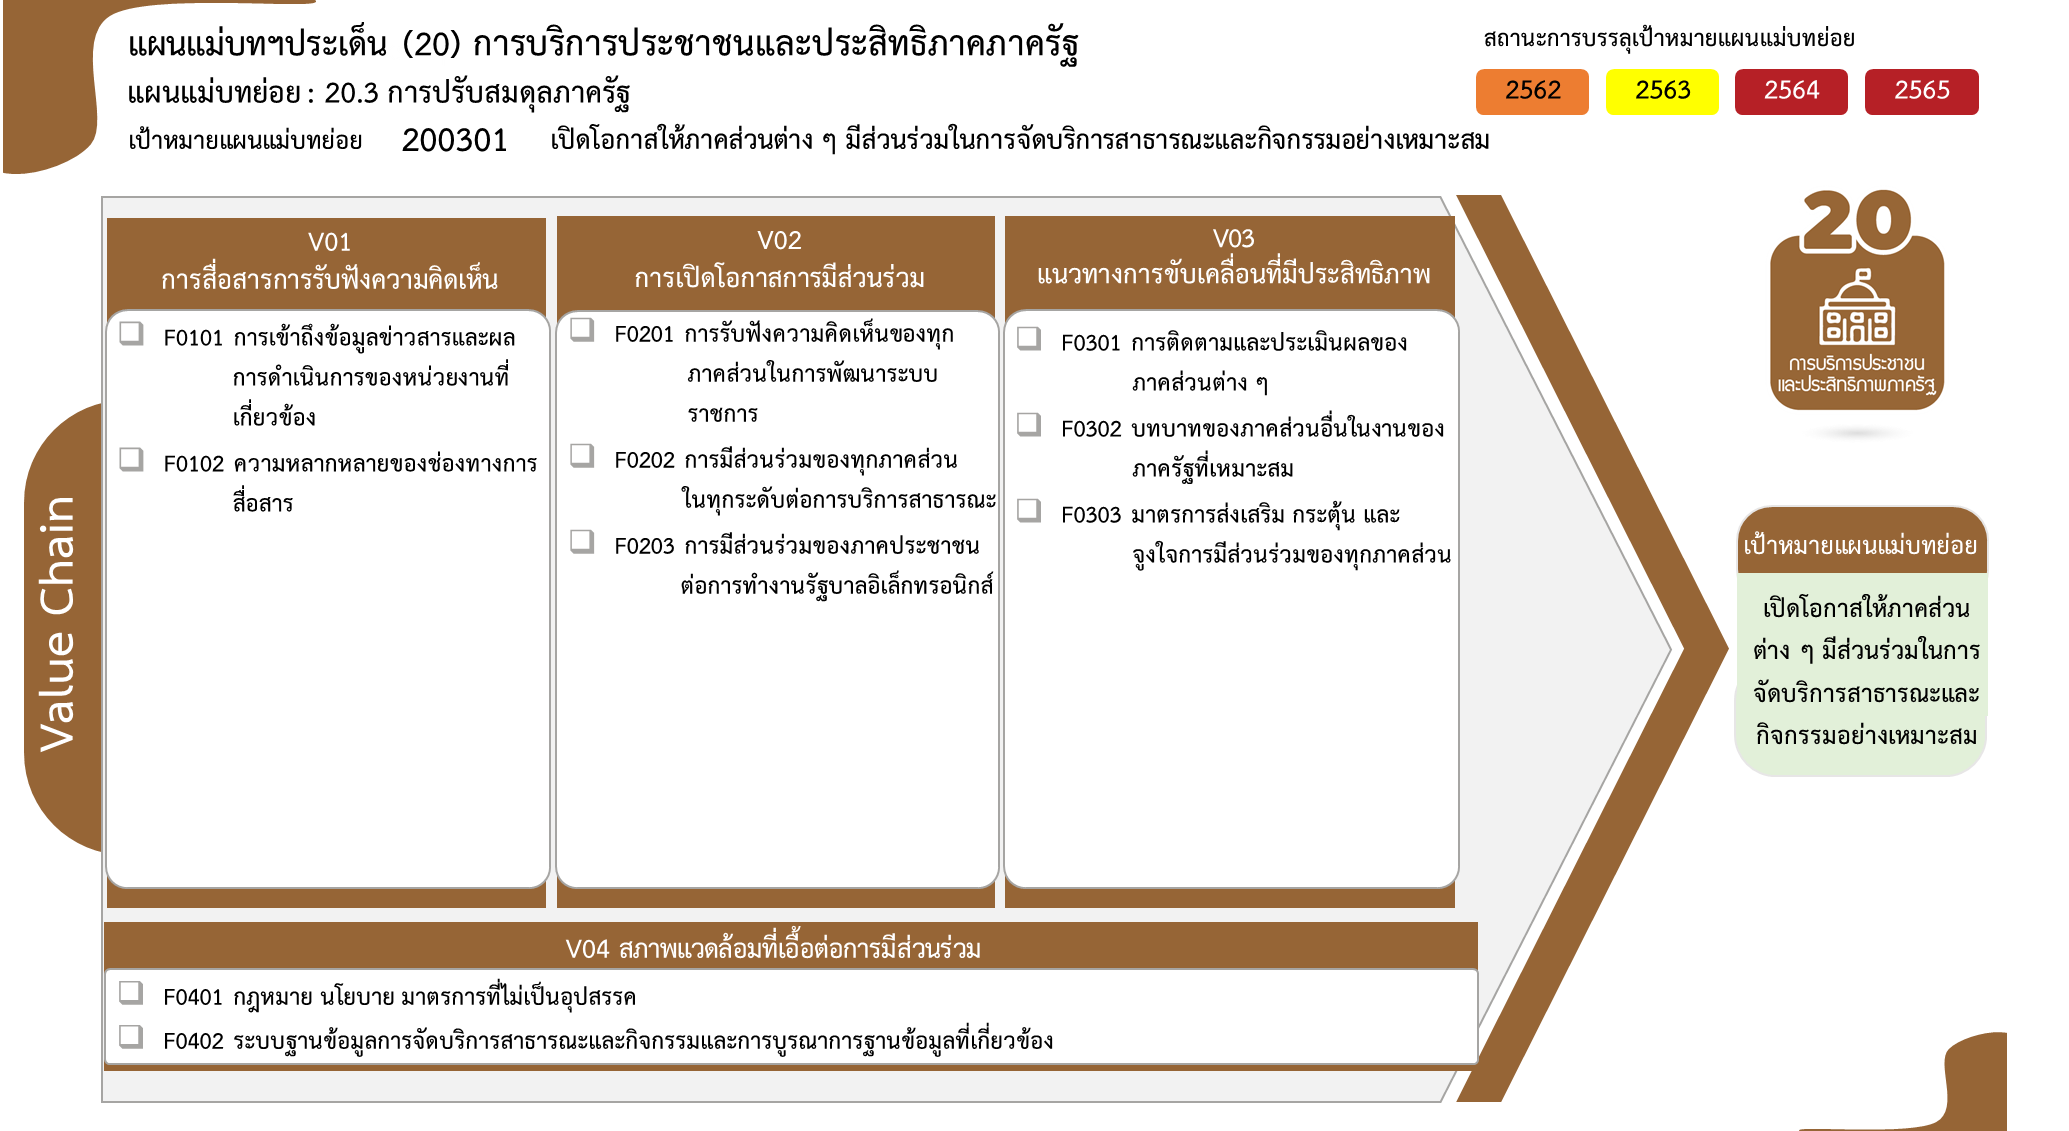 แผนแม่บทฯประเด็น (20) การบริการประชาชนและประสิทธิภาคภาครัฐ
แผนแม่บทย่อย : 20.3 การปรับสมดุลภาครัฐ
เป้าหมายแผนแม่บทย่อย 200301 เปิดโอกาสให้ภาคส่วนต่าง ๆ มีส่วนร่วมในการจัดบริการสาธารณะและกิจกรรมอย่างเหมาะสม
สถานะการบรรลุเป้าหมายแผนแม่บทย่อย
2562 2563 2564 2565
Value Chain
V01
การสื่อสารการรับฟังความคิดเห็น
F0101 การเข้าถึงข้อมูลข่าวสารและผล
การดำเนินการของหน่วยงานที่
เกี่ยวข้อง
F0102 ความหลากหลายของช่องทางการ
สื่อสาร
V02
การเปิดโอกาสการมีส่วนร่วม
F0201 การรับฟังความคิดเห็นของทุก
ภาคส่วนในการพัฒนาระบบ
ราชการ
F0202 การมีส่วนร่วมของทุกภาคส่วน
ในทุกระดับต่อการบริการสาธารณะ
F0203 การมีส่วนร่วมของภาคประชาชน
ต่อการทำงานรัฐบาลอิเล็กทรอนิกส์
V03
แนวทางการขับเคลื่อนที่มีประสิทธิภาพ
F0301 การติดตามและประเมินผลของ
ภาคส่วนต่าง ๆ
F0302 บทบาทของภาคส่วนอื่นในงานของ
ภาครัฐที่เหมาะสม
F0303 มาตรการส่งเสริม กระตุ้น และ
จูงใจการมีส่วนร่วมของทุกภาคส่วน
V04 สภาพแวดล้อมที่เอื้อต่อการมีส่วนร่วม
F0401 กฎหมาย นโยบาย มาตรการที่ไม่เป็นอุปสรรค
F0402 ระบบฐานข้อมูลการจัดบริการสาธารณะและกิจกรรมและการบูรณาการฐานข้อมูลที่เกี่ยวข้อง
20
การบริการประชาชน
และประสิทธิภาพภาครัฐ
เป้าหมายแผนแม่บทย่อย
เปิดโอกาสให้ภาคส่วน
ต่าง ๆ มีส่วนร่วมในการ
จัดบริการสาธารณะและ
กิจกรรมอย่างเหมาะสม